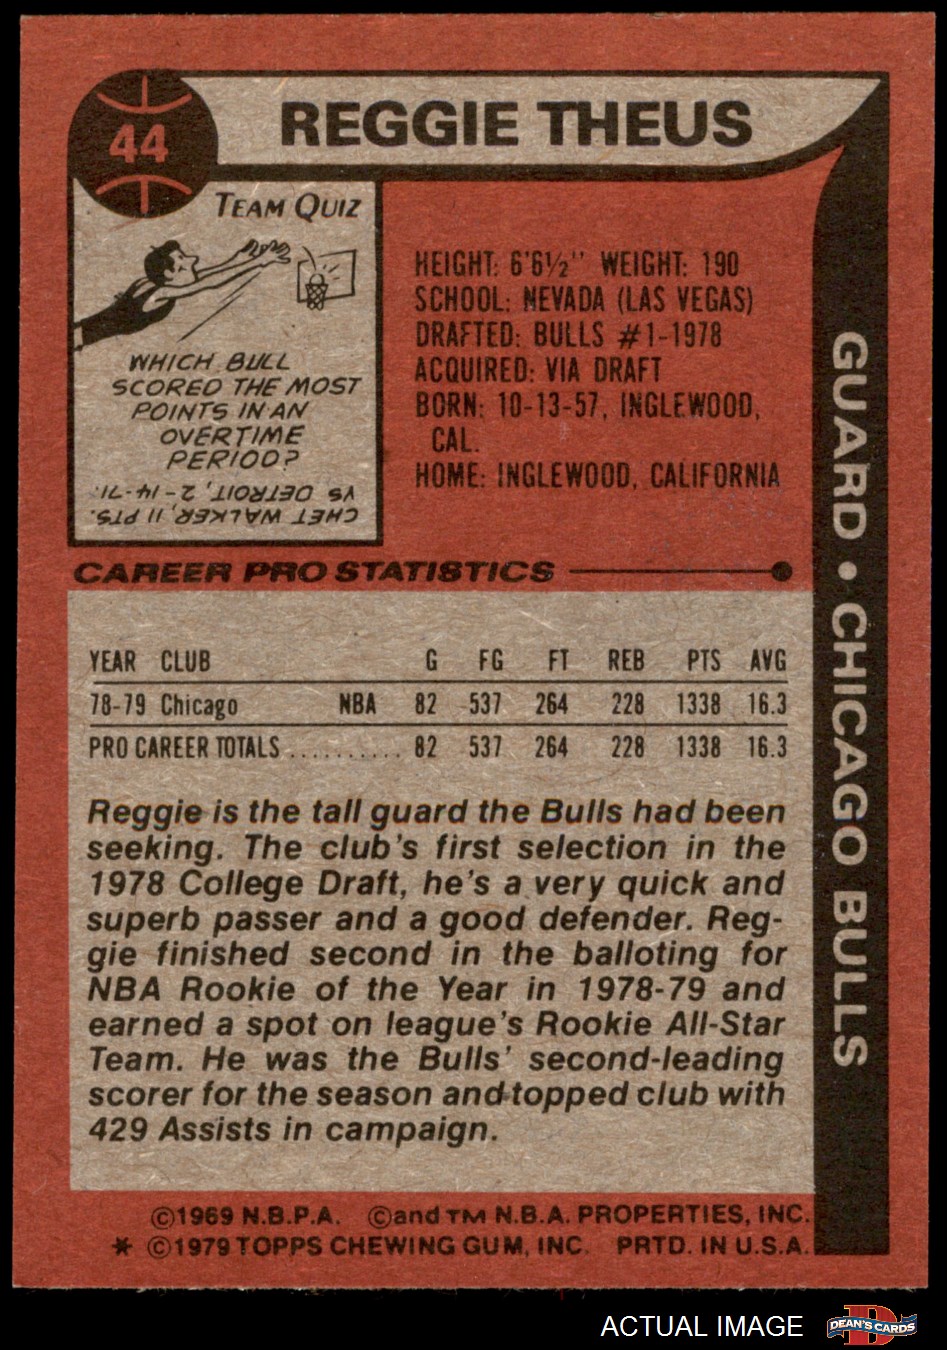 44
REGGIE THEUS
TEAM QUIZ
WHICH BULL
SCORED THE MOST
POINTS IN AN
OVERTIME
PERIOD?
CHET WALKER, 11 PTS.
VS DETROIT, 2-14-71.
HEIGHT: 6'6½" WEIGHT: 190
SCHOOL: NEVADA (LAS VEGAS)
DRAFTED: BULLS #1-1978
ACQUIRED: VIA DRAFT
BORN: 10-13-57, INGLEWOOD,
CAL.
HOME: INGLEWOOD, CALIFORNIA
GUARD • CHICAGO BULLS
CAREER PRO STATISTICS
YEAR CLUB G FG FT REB PTS AVG
78-79 Chicago NBA 82 537 264 228 1338 16.3
PRO CAREER TOTALS .......... 82 537 264 228 1338 16.3
Reggie is the tall guard the Bulls had been
seeking. The club's first selection in the
1978 College Draft, he's a very quick and
superb passer and a good defender. Reg-
gie finished second in the balloting for
NBA Rookie of the Year in 1978-79 and
earned a spot on league's Rookie All-Star
Team. He was the Bulls' second-leading
scorer for the season and topped club with
429 Assists in campaign.
©1969 N.B.P.A. ©and TM N.B.A. PROPERTIES, INC.
* ©1979 TOPPS CHEWING GUM, INC. PRTD. IN U.S.A.
ACTUAL IMAGE
DEAN'S CARDS